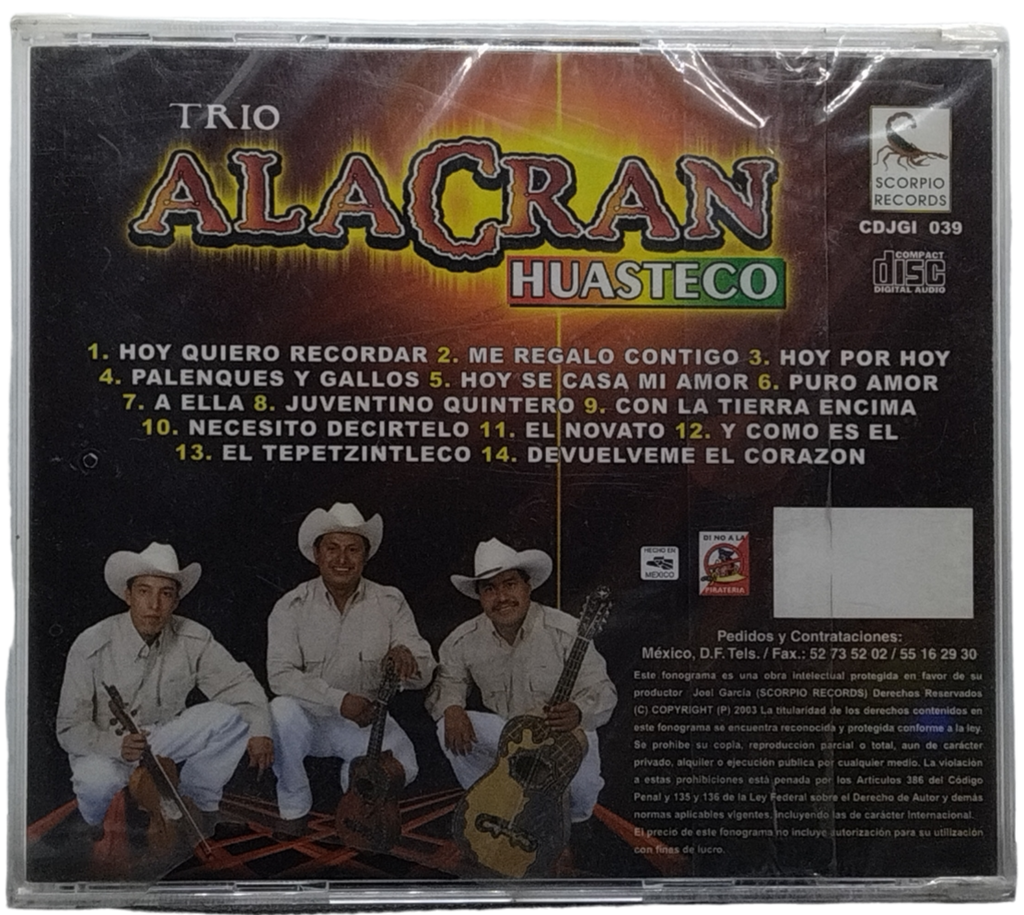 TRIO
ALACRAN
HUASTECO
SCORPIO
RECORDS
CDJGI 039
COMPACT
disc
DIGITAL AUDIO
1. HOY QUIERO RECORDAR 2. ME REGALO CONTIGO 3. HOY POR HOY
4. PALENQUES Y GALLOS 5. HOY SE CASA MI AMOR 6. PURO AMOR
7. A ELLA 8. JUVENTINO QUINTERO 9. CON LA TIERRA ENCIMA
10. NECESITO DECIRTELO 11. EL NOVATO 12. Y COMO ES EL
13. EL TEPETZINTLECO 14. DEVUELVEME EL CORAZON
HECHO EN
MEXICO
DI NO A LA
PIRATERIA
Pedidos y Contrataciones:
México, D.F. Tels. / Fax.: 52 73 52 02 / 55 16 29 30
Este fonograma es una obra intelectual protegida en favor de su
productor Joel García (SCORPIO RECORDS) Derechos Reservados
(C) COPYRIGHT (P) 2003 La titularidad de los derechos contenidos en
este fonograma se encuentra reconocida y protegida conforme a la ley.
Se prohibe su copia, reproducción parcial o total, aun de carácter
privado, alquiler o ejecución publica por cualquier medio. La violación
a estas prohibiciones está penada por los Artículos 386 del Código
Penal y 135 y 136 de la Ley Federal sobre el Derecho de Autor y demás
normas aplicables vigentes, incluyendo las de carácter Internacional.
El precio de este fonograma no incluye autorización para su utilización
con fines de lucro.